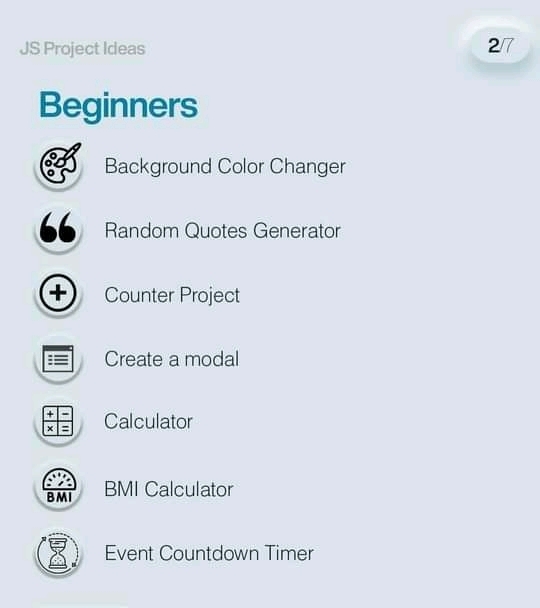 JS Project Ideas
2/7
Beginners
Background Color Changer
Random Quotes Generator
Counter Project
Create a modal
Calculator
BMI
BMI Calculator
Event Countdown Timer